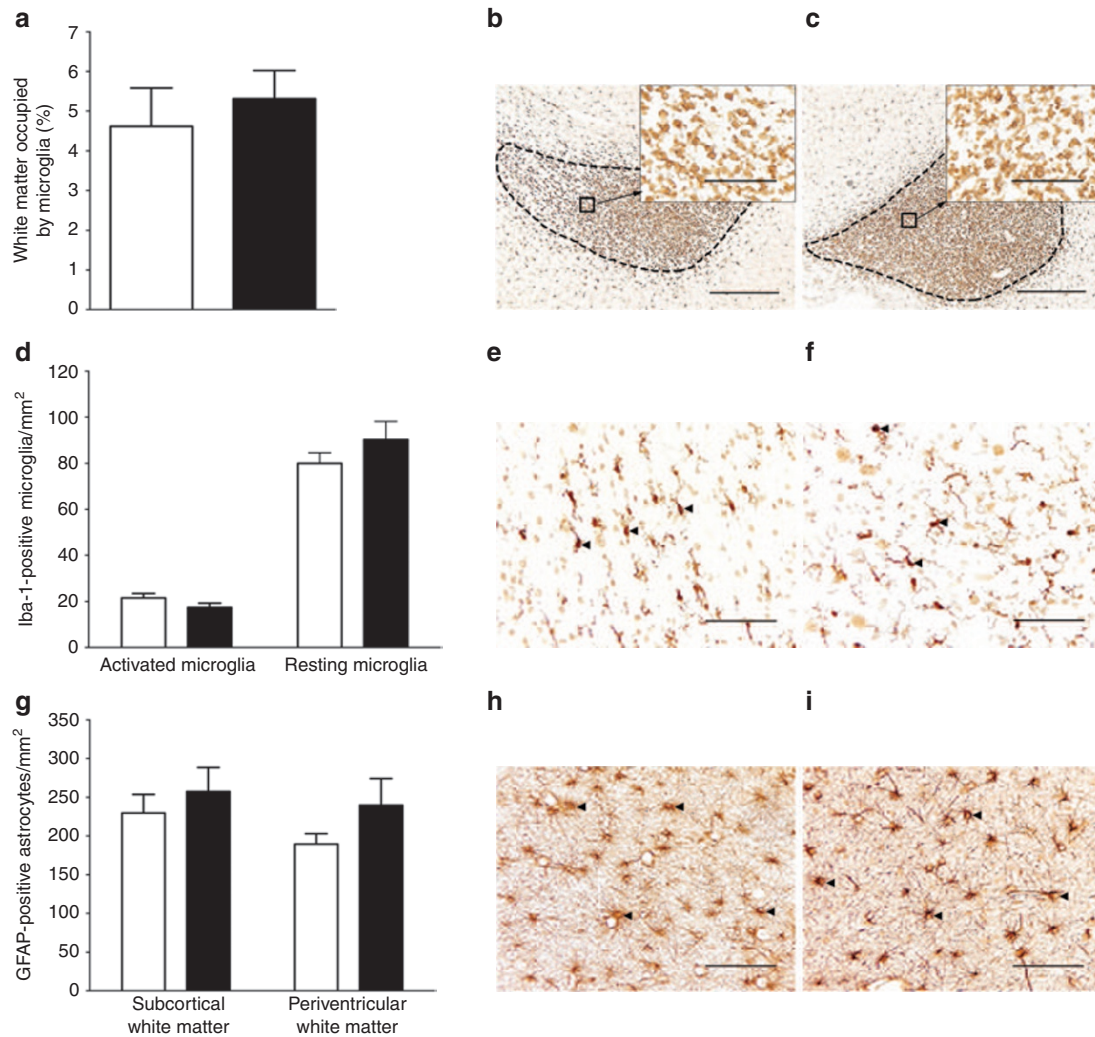 a
White matter occupied
by microglia (%)
7
6
5
4
3
2
1
0
b
c
d
Iba-1-positive microglia/mm²
120
100
80
60
40
20
0
Activated microglia
Resting microglia
e
f
g
GFAP-positive astrocytes/mm²
350
300
250
200
150
100
50
0
Subcortical
white matter
Periventricular
white matter
h
i